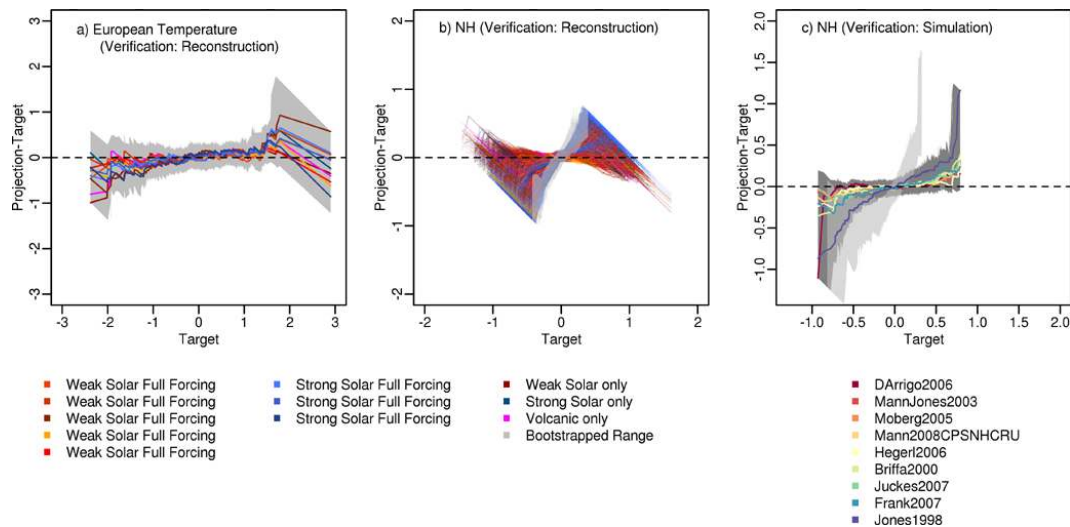 a) European Temperature
(Verification: Reconstruction)
Projection-Target
3
2
1
0
-1
-2
-3
-3 -2 -1 0 1 2 3
Target
b) NH (Verification: Reconstruction)
Projection-Target
2
1
0
-1
-2
-2 -1 0 1 2
Target
c) NH (Verification: Simulation)
Projection-Target
2.0
1.5
1.0
0.5
0.0
-0.5
-1.0
-1.0 -0.5 0.0 0.5 1.0 1.5 2.0
Target
Weak Solar Full Forcing
Weak Solar Full Forcing
Weak Solar Full Forcing
Weak Solar Full Forcing
Weak Solar Full Forcing
Strong Solar Full Forcing
Strong Solar Full Forcing
Strong Solar Full Forcing
Weak Solar only
Strong Solar only
Volcanic only
Bootstrapped Range
DArrigo2006
MannJones2003
Moberg2005
Mann2008CPSNHCRU
Hegerl2006
Briffa2000
Juckes2007
Frank2007
Jones1998